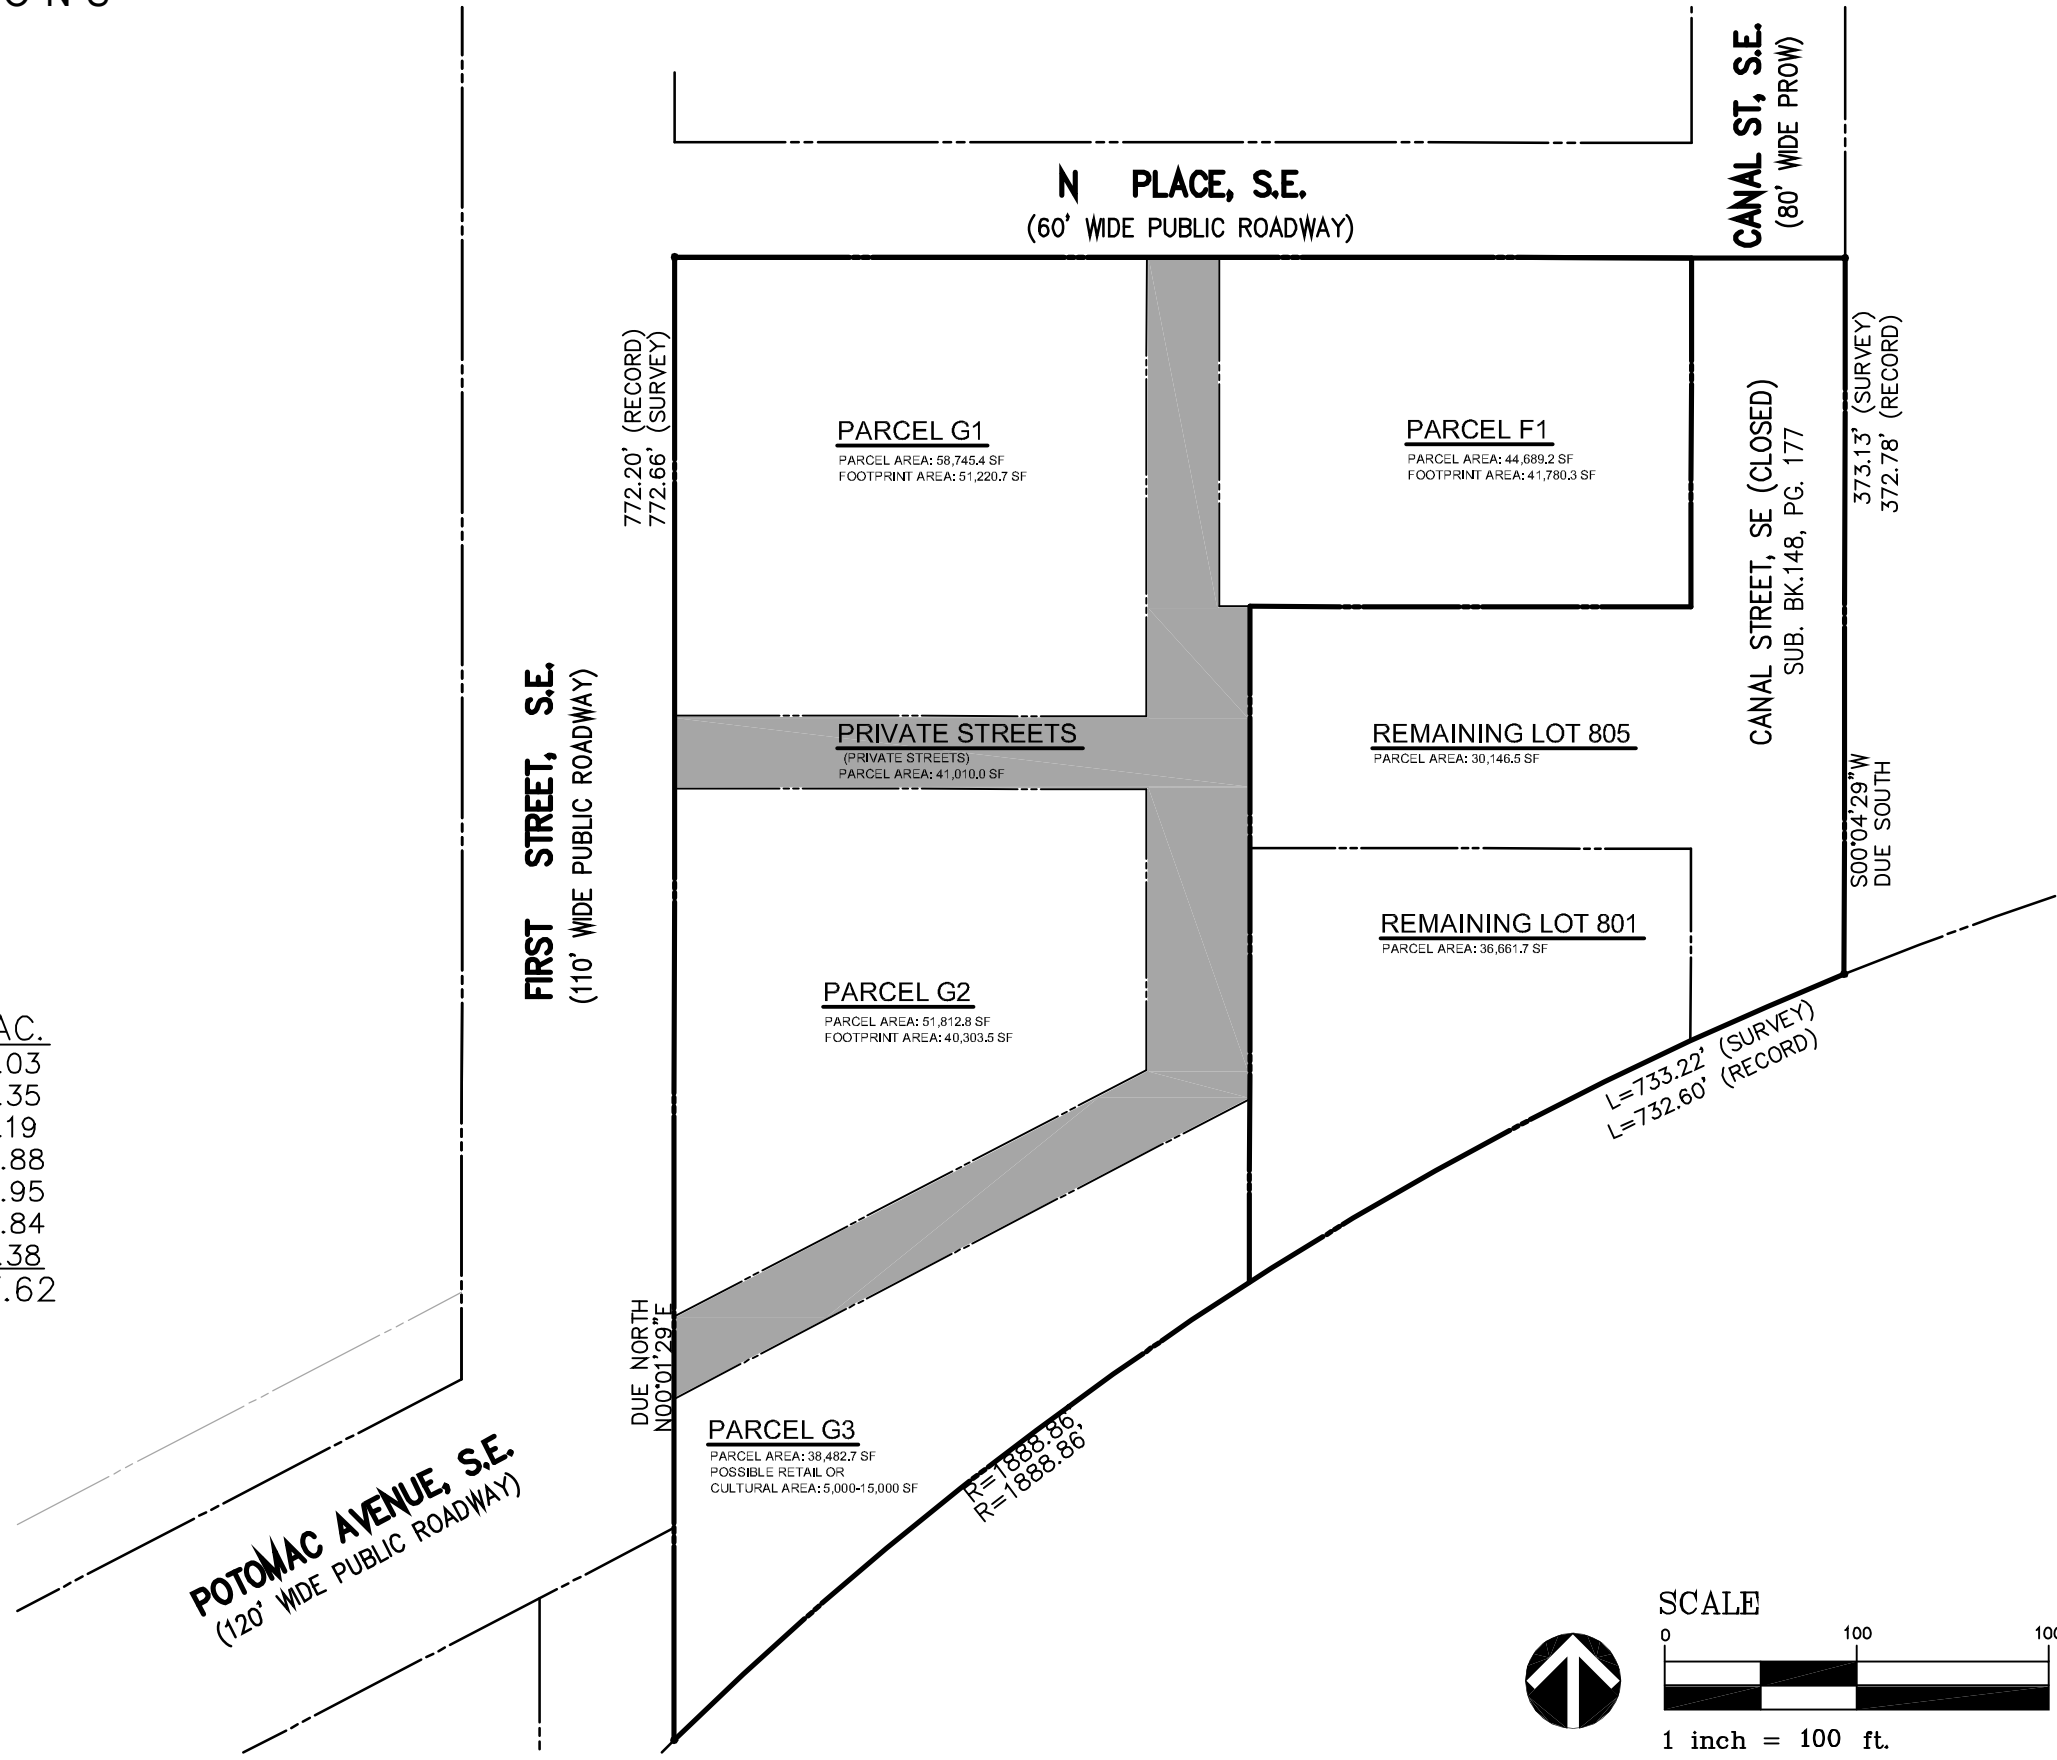 CANAL ST, S.E.
(80' WIDE PROW)
N PLACE, S.E.
(60' WIDE PUBLIC ROADWAY)
772.20' (RECORD)
772.66' (SURVEY)
373.13' (SURVEY)
372.78' (RECORD)
PARCEL G1
PARCEL AREA: 58,745.4 SF
FOOTPRINT AREA: 51,220.7 SF
PARCEL F1
PARCEL AREA: 44,689.2 SF
FOOTPRINT AREA: 41,780.3 SF
CANAL STREET, SE (CLOSED)
SUB. BK.148, PG. 177
FIRST STREET, S.E.
(110' WIDE PUBLIC ROADWAY)
PRIVATE STREETS
(PRIVATE STREETS)
PARCEL AREA: 41,010.0 SF
REMAINING LOT 805
PARCEL AREA: 30,146.5 SF
S00°04'29"W
DUE SOUTH
REMAINING LOT 801
PARCEL AREA: 36,661.7 SF
PARCEL G2
PARCEL AREA: 51,812.8 SF
FOOTPRINT AREA: 40,303.5 SF
AC.
.03
.35
.19
.88
.95
.84
.38
.62
L=733.22' (SURVEY)
L=732.60' (RECORD)
DUE NORTH
N00°01'29"E
PARCEL G3
PARCEL AREA: 38,482.7 SF
POSSIBLE RETAIL OR
CULTURAL AREA: 5,000-15,000 SF
R=1888.86'
R=1888.86'
POTOMAC AVENUE, S.E.
(120' WIDE PUBLIC ROADWAY)
SCALE
0 100 100
1 inch = 100 ft.